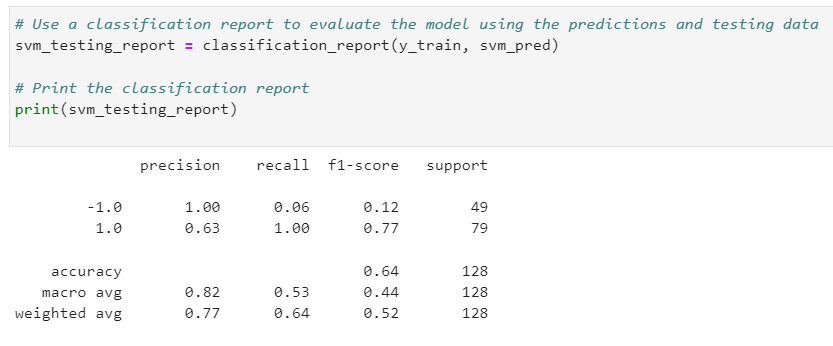 # Use a classification report to evaluate the model using the predictions and testing data
svm_testing_report = classification_report(y_train, svm_pred)
# Print the classification report
print(svm_testing_report)
precision recall f1-score support
-1.0 1.00 0.06 0.12 49
1.0 0.63 1.00 0.77 79
accuracy 0.64 128
macro avg 0.82 0.53 0.44 128
weighted avg 0.77 0.64 0.52 128